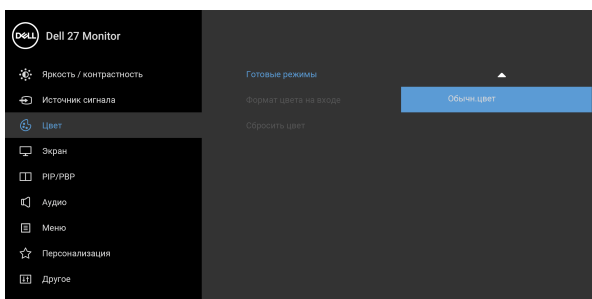 DELL
Dell 27 Monitor
Яркость / контрастность
Готовые режимы
Источник сигнала
Формат цвета на входе
Обычн.цвет
Цвет
Сбросить цвет
Экран
PIP/PBP
Аудио
Меню
Персонализация
Другое